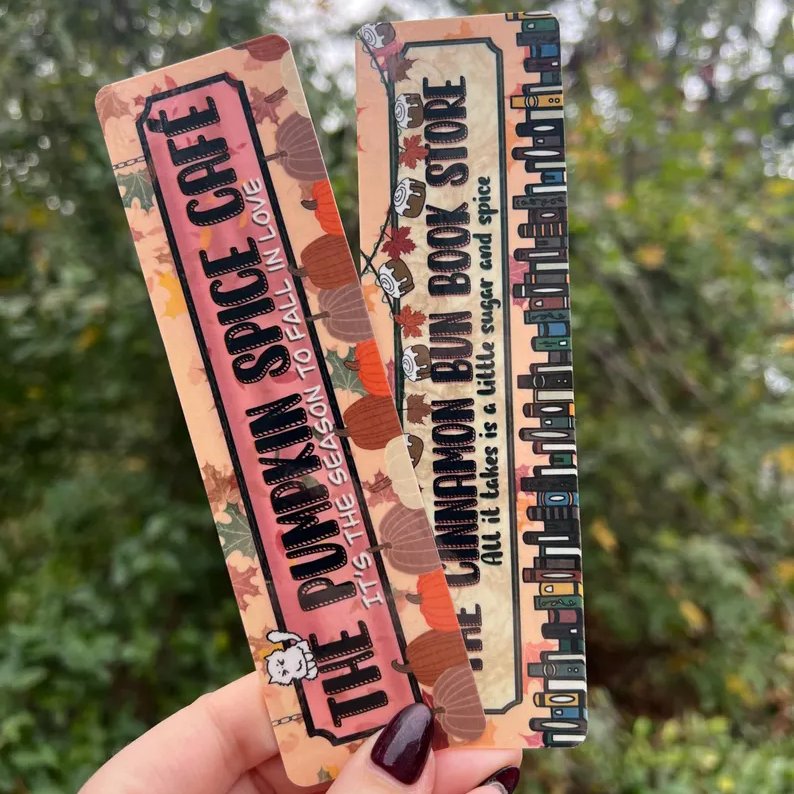 THE PUMPKIN SPICE CAFÉ
IT'S THE SEASON TO FALL IN LOVE
THE CINNAMON BUN BOOK STORE
All it takes is a little sugar and spice